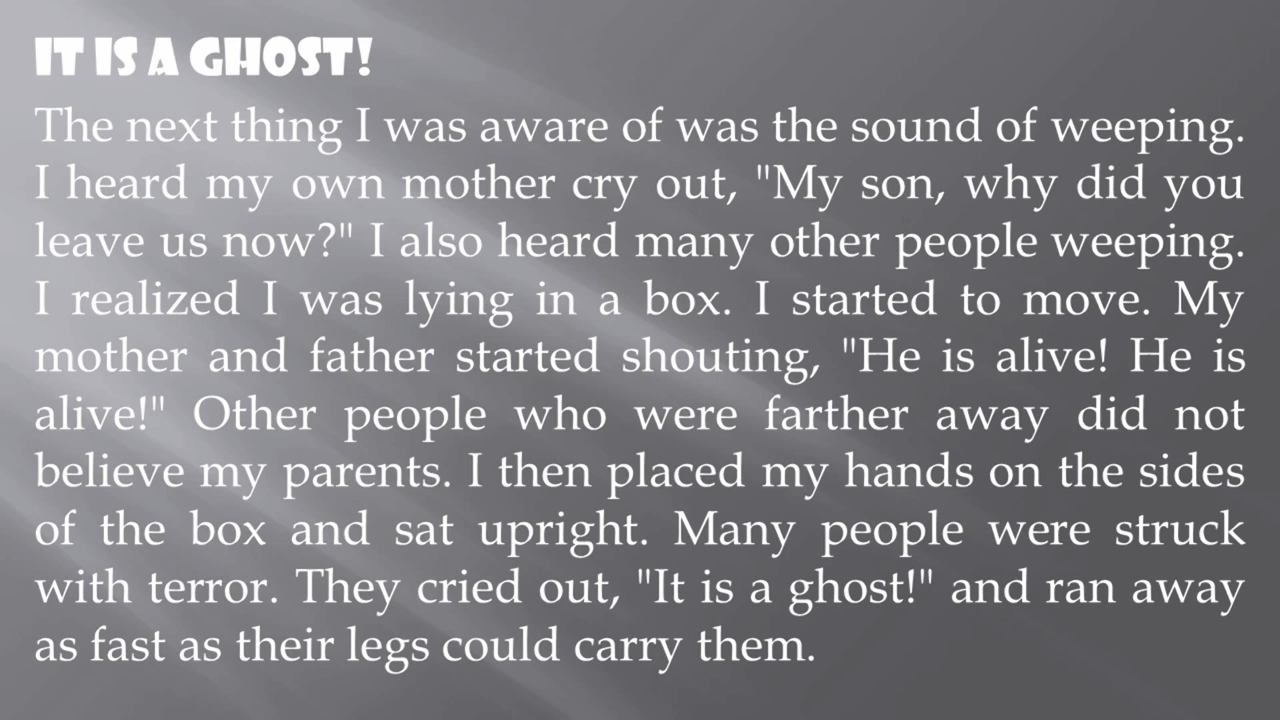 IT IS A GHOST!
The next thing I was aware of was the sound of weeping.
I heard my own mother cry out, "My son, why did you
leave us now?" I also heard many other people weeping.
I realized I was lying in a box. I started to move. My
mother and father started shouting, "He is alive! He is
alive!" Other people who were farther away did not
believe my parents. I then placed my hands on the sides
of the box and sat upright. Many people were struck
with terror. They cried out, "It is a ghost!" and ran away
as fast as their legs could carry them.